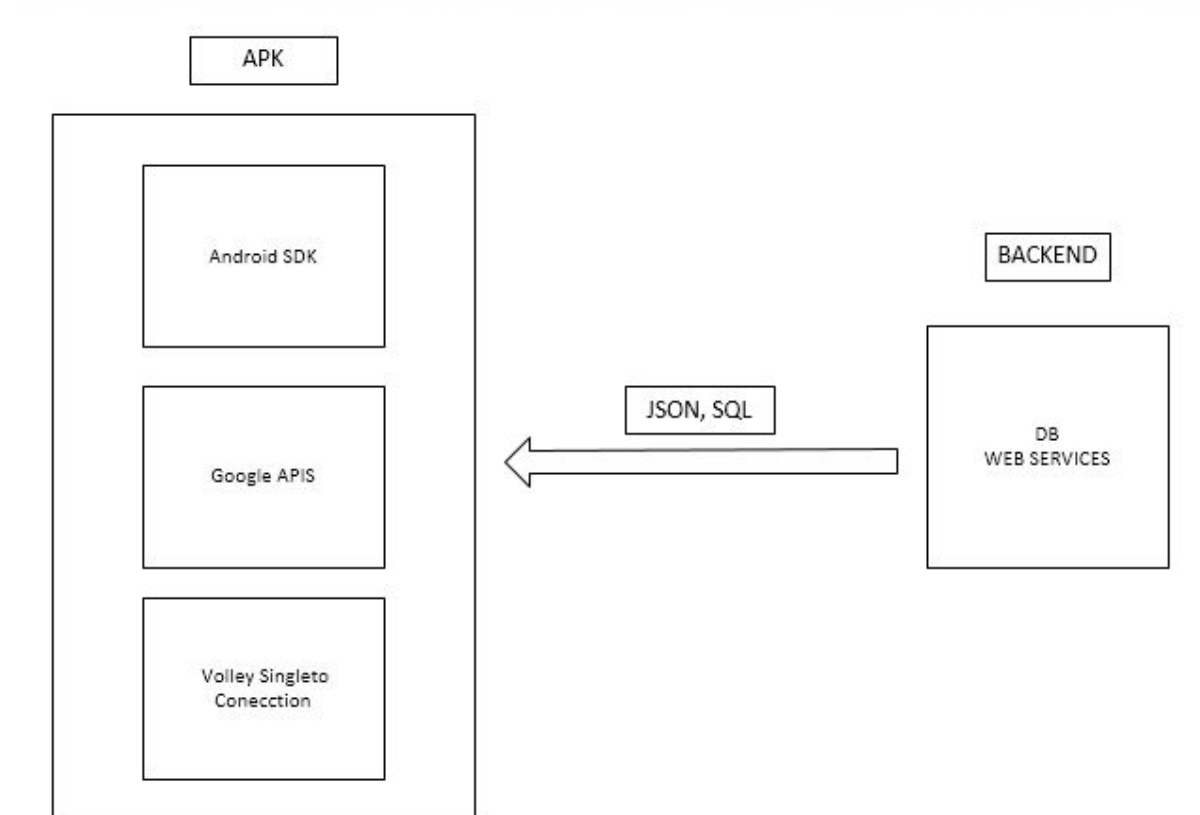 APK
Android SDK
Google APIS
Volley Singleto
Conecction
JSON, SQL
BACKEND
DB
WEB SERVICES